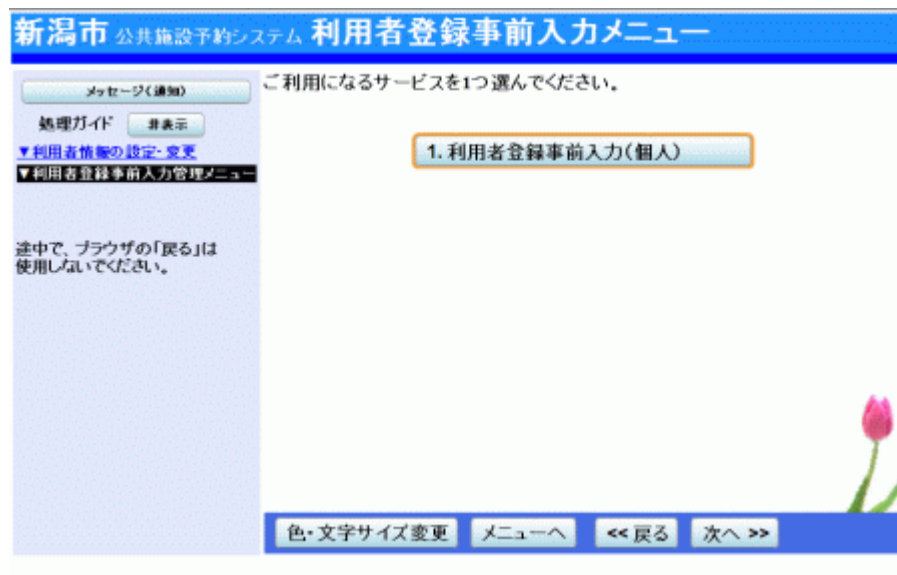 新潟市 公共施設予約システム 利用者登録事前入力メニュー
メッセージ(通知)
処理ガイド 非表示
▼利用者情報の設定・変更
▼利用者登録事前入力管理メニュー
途中で、ブラウザの「戻る」は
使用しないでください。
ご利用になるサービスを1つ選んでください。
1. 利用者登録事前入力(個人)
色・文字サイズ変更 メニューへ << 戻る 次へ >>